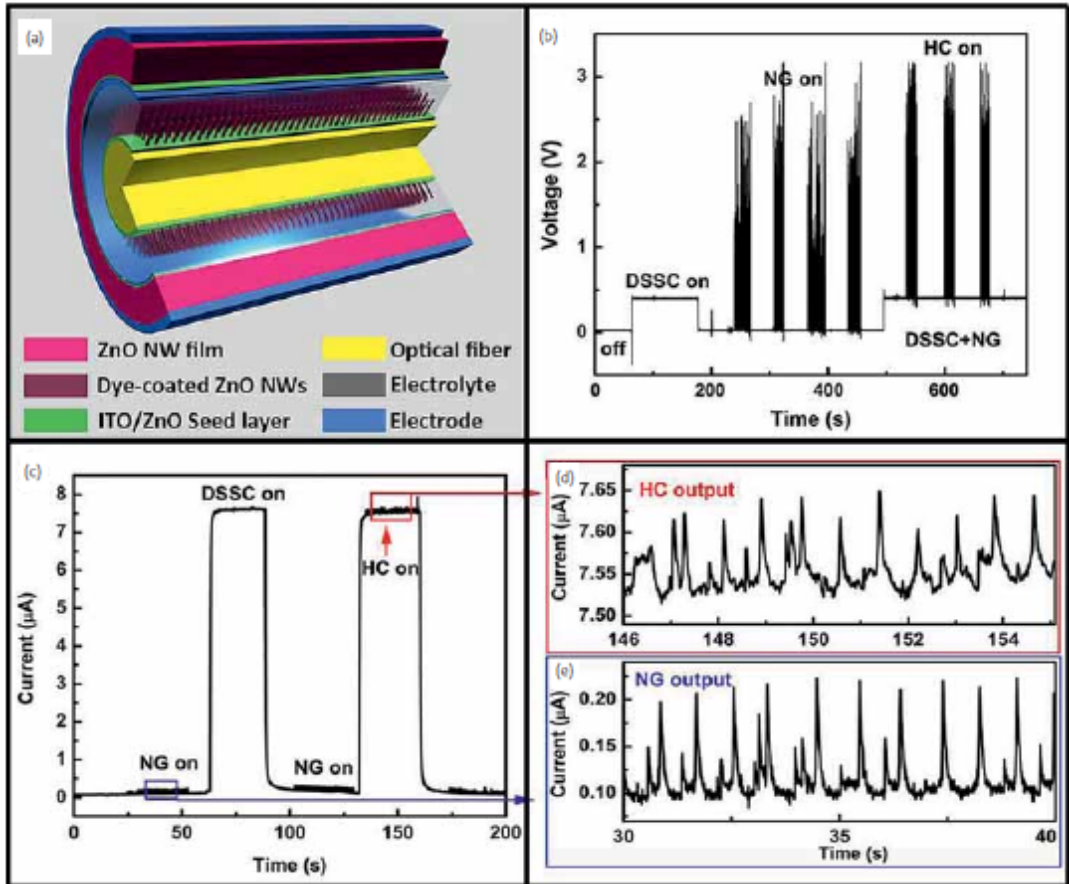 (a)
ZnO NW film
Optical fiber
Dye-coated ZnO NWs
Electrolyte
ITO/ZnO Seed layer
Electrode
(b)
HC on
NG on
DSSC on
off
DSSC+NG
Voltage (V)
3
2
1
0
0 200 400 600
Time (s)
(c)
DSSC on
HC on
NG on
NG on
Current (μA)
8
7
6
5
4
3
2
1
0
0 50 100 150 200
Time (s)
(d)
HC output
Current (μA)
7.65
7.60
7.55
7.50
146 148 150 152 154
(e)
NG output
Current (μA)
0.20
0.15
0.10
30 35 40
Time (s)